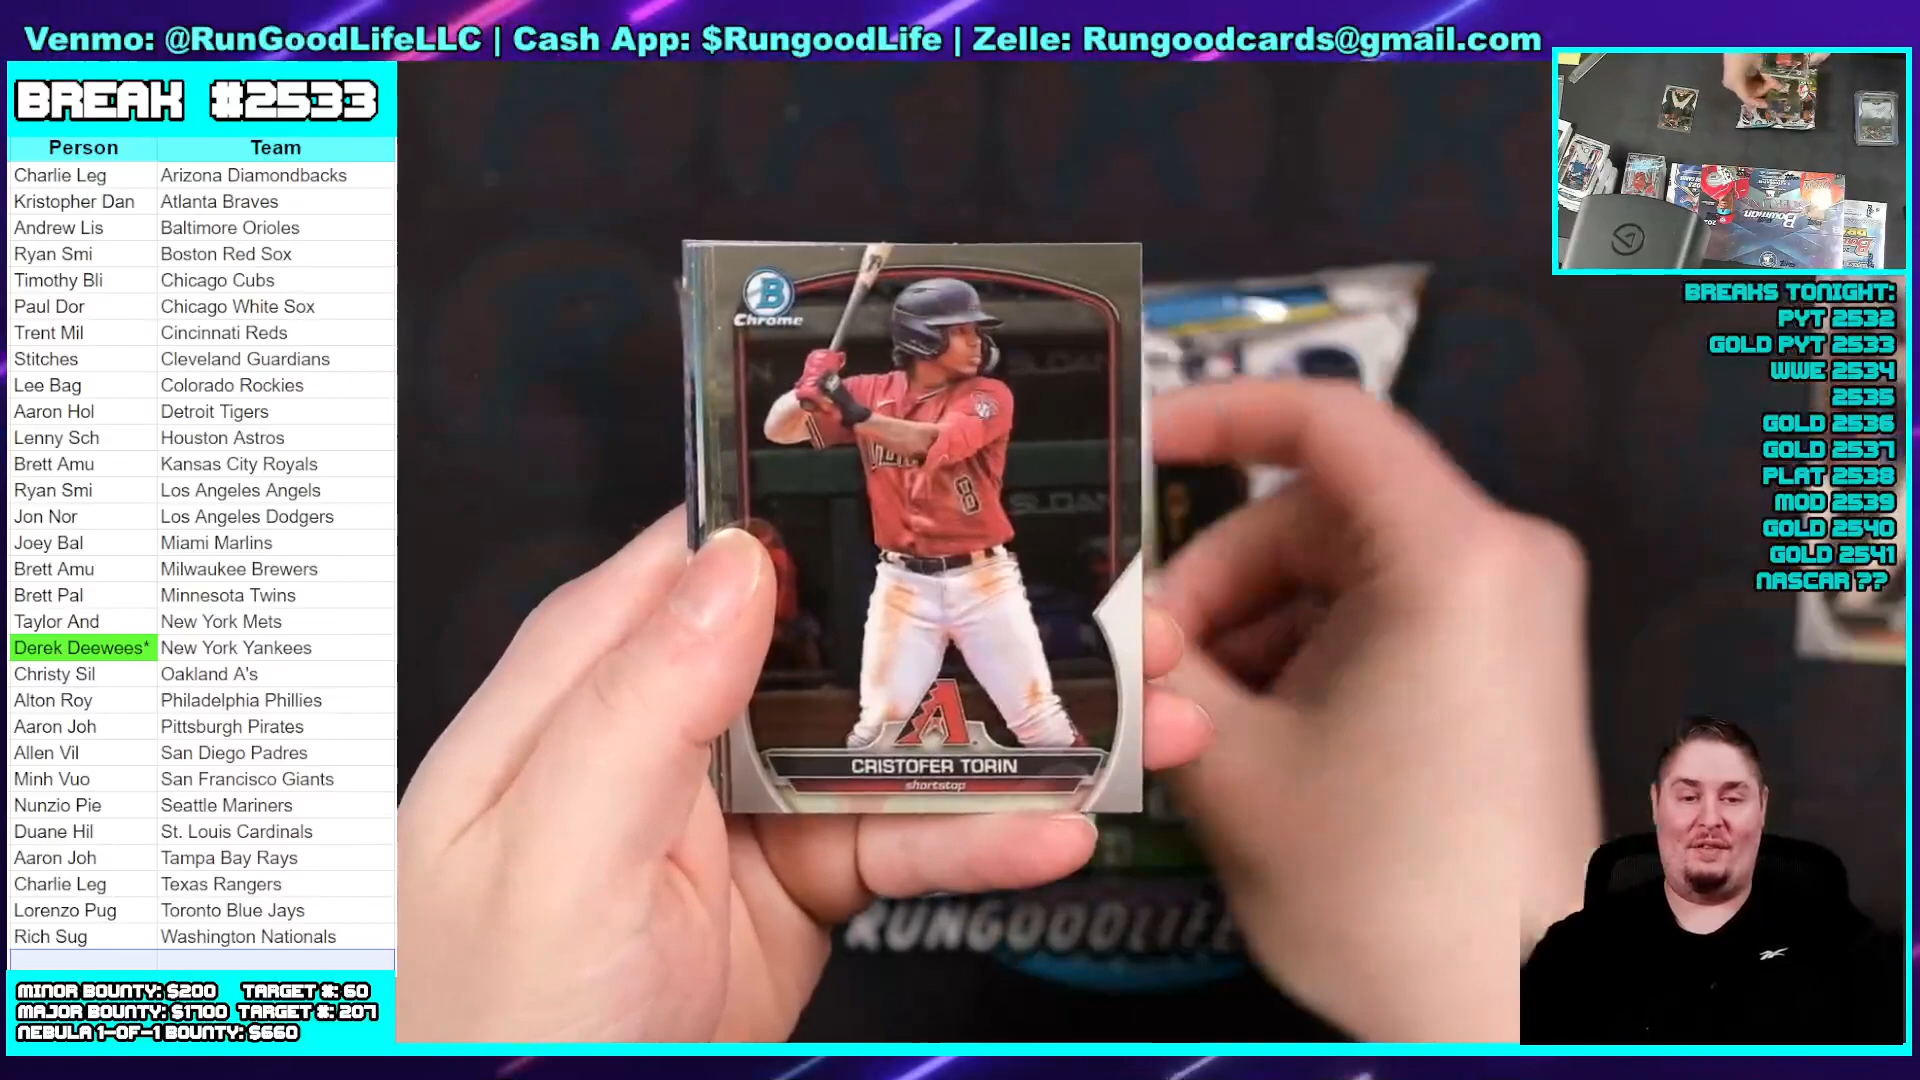 Venmo: @RunGoodLifeLLC | Cash App: $RungoodLife | Zelle: Rungoodcards@gmail.com
BREAK #2533
Person Team
Charlie Leg Arizona Diamondbacks
Kristopher Dan Atlanta Braves
Andrew Lis Baltimore Orioles
Ryan Smi Boston Red Sox
Timothy Bli Chicago Cubs
Paul Dor Chicago White Sox
Trent Mil Cincinnati Reds
Stitches Cleveland Guardians
Lee Bag Colorado Rockies
Aaron Hol Detroit Tigers
Lenny Sch Houston Astros
Brett Amu Kansas City Royals
Ryan Smi Los Angeles Angels
Jon Nor Los Angeles Dodgers
Joey Bal Miami Marlins
Brett Amu Milwaukee Brewers
Brett Pal Minnesota Twins
Taylor And New York Mets
Derek Deewees* New York Yankees
Christy Sil Oakland A's
Alton Roy Philadelphia Phillies
Aaron Joh Pittsburgh Pirates
Allen Vil San Diego Padres
Minh Vuo San Francisco Giants
Nunzio Pie Seattle Mariners
Duane Hil St. Louis Cardinals
Aaron Joh Tampa Bay Rays
Charlie Leg Texas Rangers
Lorenzo Pug Toronto Blue Jays
Rich Sug Washington Nationals
MINOR BOUNTY: $200 TARGET #: 60
MAJOR BOUNTY: $1700 TARGET #: 207
NEBULA 1-OF-1 BOUNTY: $660
B
Chrome
SLOAN
8
A
CRISTOFER TORIN
shortstop
RUNGOODLIFE
Bowman
BREAKS TONIGHT:
PYT 2532
GOLD PYT 2533
WWE 2534
2535
GOLD 2536
GOLD 2537
PLAT 2538
MOD 2539
GOLD 2540
GOLD 2541
NASCAR ??